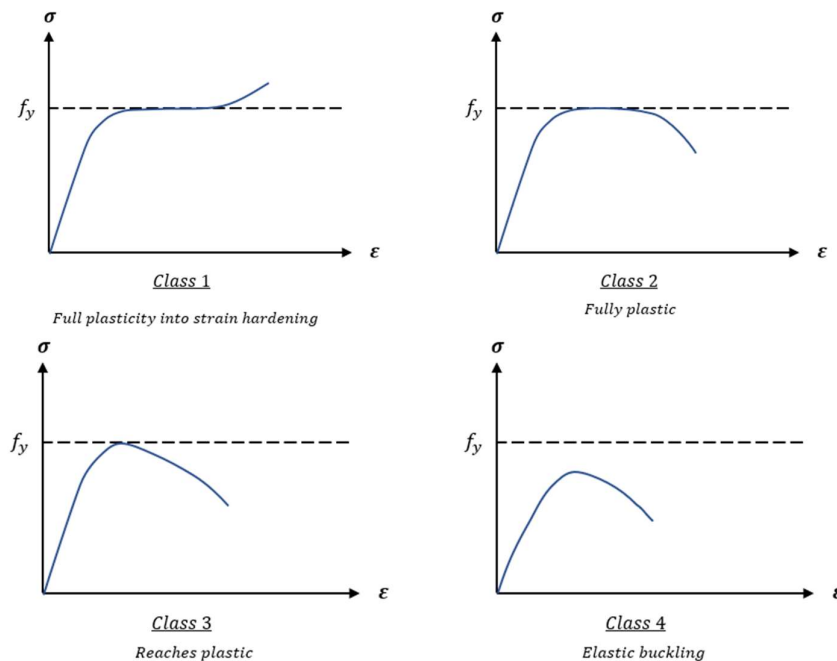 σ
f_y
ε
Class 1
Full plasticity into strain hardening
σ
f_y
ε
Class 2
Fully plastic
σ
f_y
ε
Class 3
Reaches plastic
σ
f_y
ε
Class 4
Elastic buckling